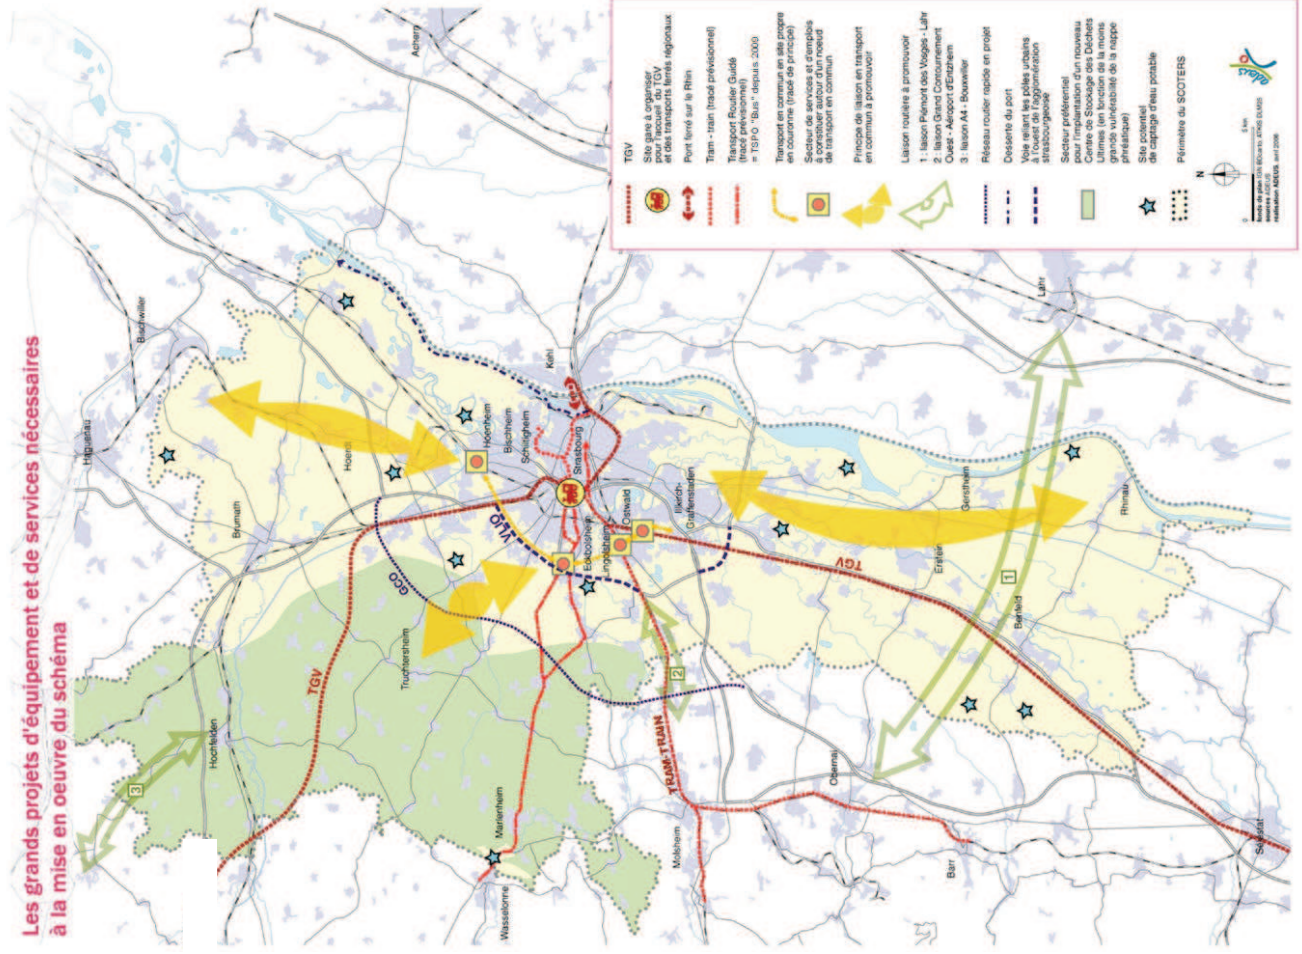 Les grands projets d'équipement et de services nécessaires
à la mise en oeuvre du schéma
TGV
Site gare à organiser
pour l'accueil du TGV
et des transports ferrés régionaux
Pont ferré sur le Rhin
Tram - train (tracé prévisionnel)
Transport Routier Guidé
(tracé prévisionnel)
= TSPO "Bus" depuis 2009
Transport en commun en site propre
en couronne (tracé de principe)
Secteur de services et d'emplois
à constituer autour d'un noeud
de transport en commun
Principe de liaison en transport
en commun à promouvoir
Liaison routière à promouvoir
1 : liaison Piémont des Vosges - Lahr
2 : liaison Grand Contournement
Ouest - Aéroport d'Entzheim
3 : liaison A4 - Bouxwiller
Réseau routier rapide en projet
Desserte du port
Voie reliant les pôles urbains
à l'ouest de l'agglomération
strasbourgeoise
Secteur préférentiel
pour l'implantation d'un nouveau
Centre de Stockage des Déchets
Ultimes (en fonction de la moins
grande vulnérabilité de la nappe
phréatique)
Site potentiel
de captage d'eau potable
Périmètre du SCOTERS
N
0
5 km
sources ADEUS
adeus
Achern
Bischwiller
Haguenau
Hoerdt
Brumath
Hoenheim
Bischheim
Schiltigheim
Kehl
Strasbourg
Eckbolsheim
Lingolsheim
Ostwald
Illkirch-
Graffenstaden
VLIO
GCO
TGV
TGV
Truchtersheim
Hochfelden
Marlenheim
Wasselonne
TRAM-TRAIN
Molsheim
Obernai
Barr
Sélestat
Benfeld
Erstein
Gerstheim
Rhinau
Lahr
1
2
3